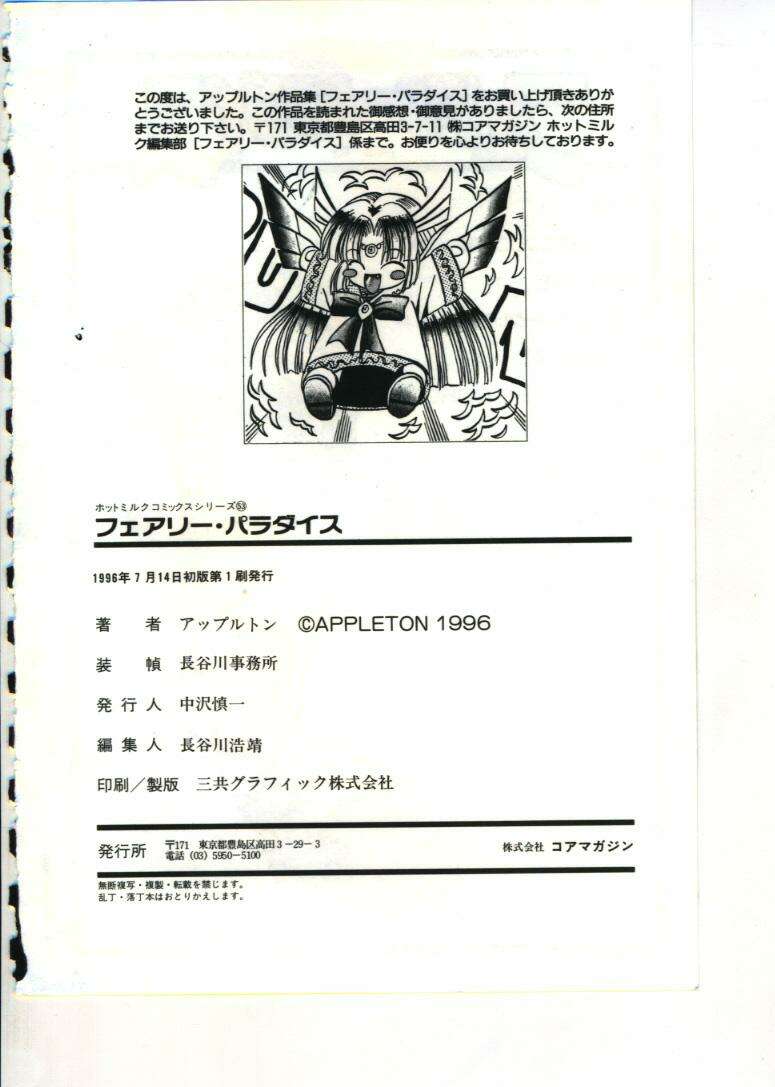 この度は、アップルトン作品集［フェアリー・パラダイス］をお買い上げ頂きありが
とうございました。この作品を読まれた御感想・御意見がありましたら、次の住所
までお送り下さい。〒171 東京都豊島区高田3-7-11 ㈱コアマガジン ホットミル
ク編集部［フェアリー・パラダイス］係まで。お便りを心よりお待ちしております。
ホットミルクコミックスシリーズ㊼
フェアリー・パラダイス
1996年7月14日初版第1刷発行
著　者　アップルトン　©APPLETON 1996
装　幀　長谷川事務所
発行人　中沢慎一
編集人　長谷川浩靖
印刷／製版　三共グラフィック株式会社
発行所　〒171　東京都豊島区高田3−29−3　株式会社 コアマガジン
電話 (03) 5950−5100
無断複写・複製・転載を禁じます。
乱丁・落丁本はおとりかえします。